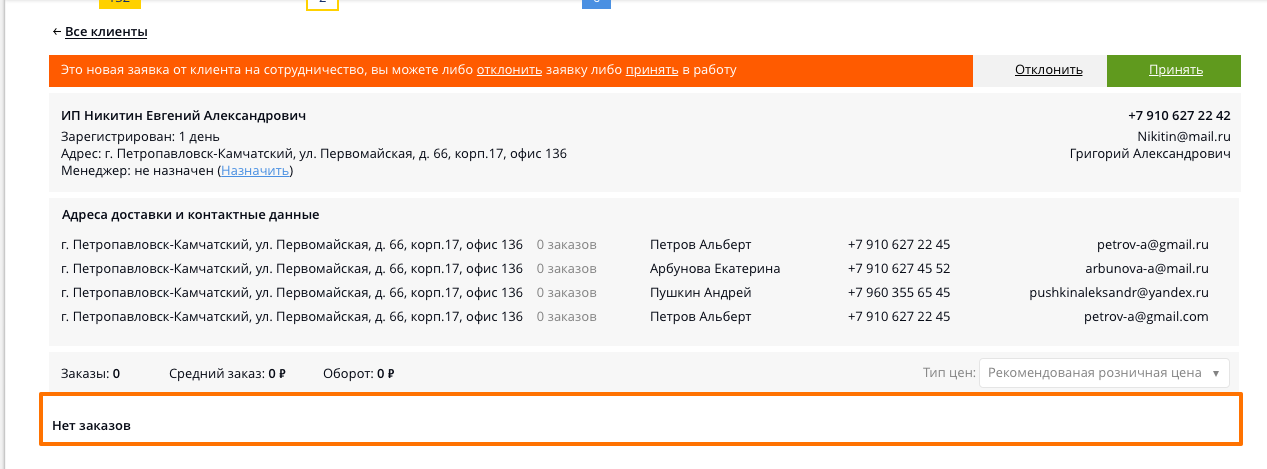 ← Все клиенты
Это новая заявка от клиента на сотрудничество, вы можете либо отклонить заявку либо принять в работу
Отклонить
Принять
ИП Никитин Евгений Александрович
+7 910 627 22 42
Зарегистрирован: 1 день
Nikitin@mail.ru
Адрес: г. Петропавловск-Камчатский, ул. Первомайская, д. 66, корп.17, офис 136
Григорий Александрович
Менеджер: не назначен (Назначить)
Адреса доставки и контактные данные
г. Петропавловск-Камчатский, ул. Первомайская, д. 66, корп.17, офис 136 0 заказов Петров Альберт +7 910 627 22 45 petrov-a@gmail.ru
г. Петропавловск-Камчатский, ул. Первомайская, д. 66, корп.17, офис 136 0 заказов Арбунова Екатерина +7 910 627 45 52 arbunova-a@mail.ru
г. Петропавловск-Камчатский, ул. Первомайская, д. 66, корп.17, офис 136 0 заказов Пушкин Андрей +7 960 355 65 45 pushkinaleksandr@yandex.ru
г. Петропавловск-Камчатский, ул. Первомайская, д. 66, корп.17, офис 136 0 заказов Петров Альберт +7 910 627 22 45 petrov-a@gmail.com
Заказы: 0 Средний заказ: 0 ₽ Оборот: 0 ₽ Тип цен: Рекомендованая розничная цена ▼
Нет заказов